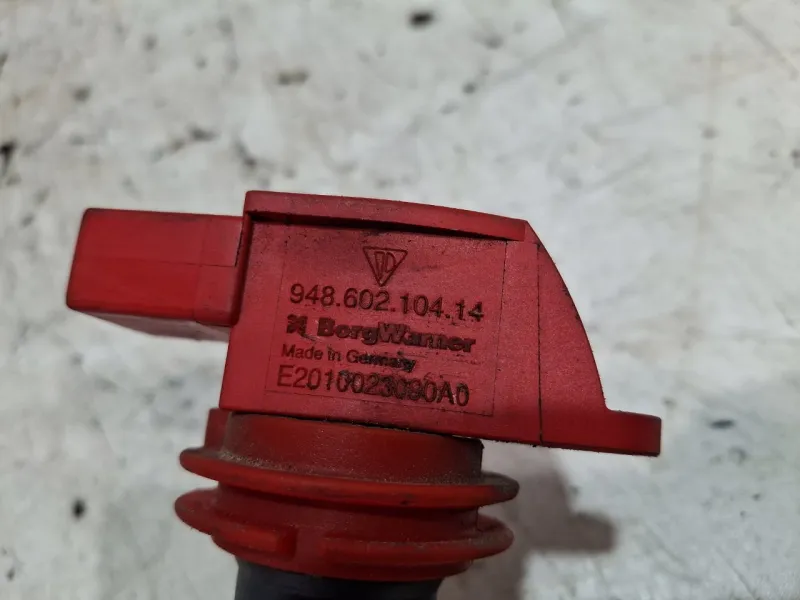 948.602.104.14
BorgWarner
Made in Germany
E2010023090A0